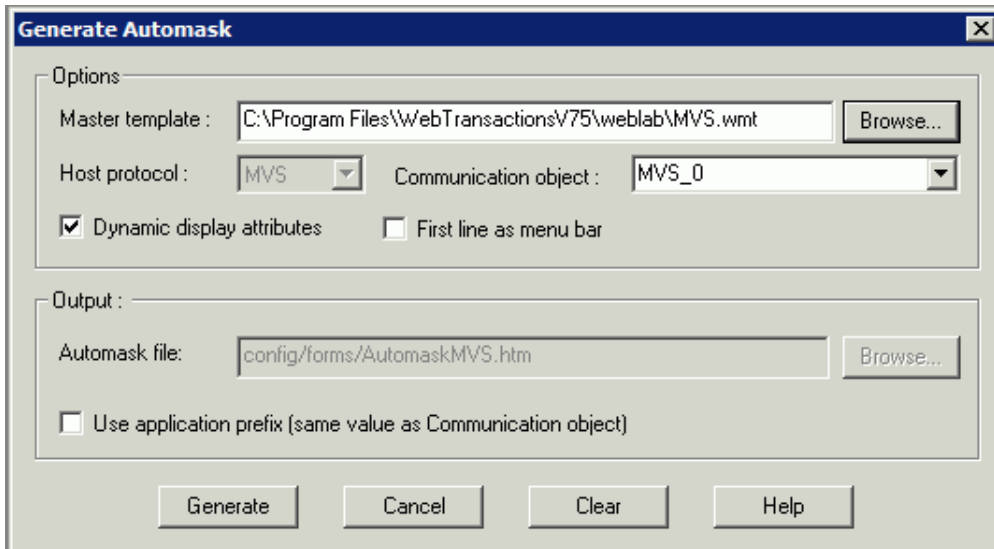 Generate Automask
Options
Master template : C:\Program Files\WebTransactionsV75\weblab\MVS.wmt Browse...
Host protocol : MVS Communication object : MVS_0
Dynamic display attributes First line as menu bar
Output :
Automask file: config/forms/AutomaskMVS.htm Browse...
Use application prefix (same value as Communication object)
Generate Cancel Clear Help